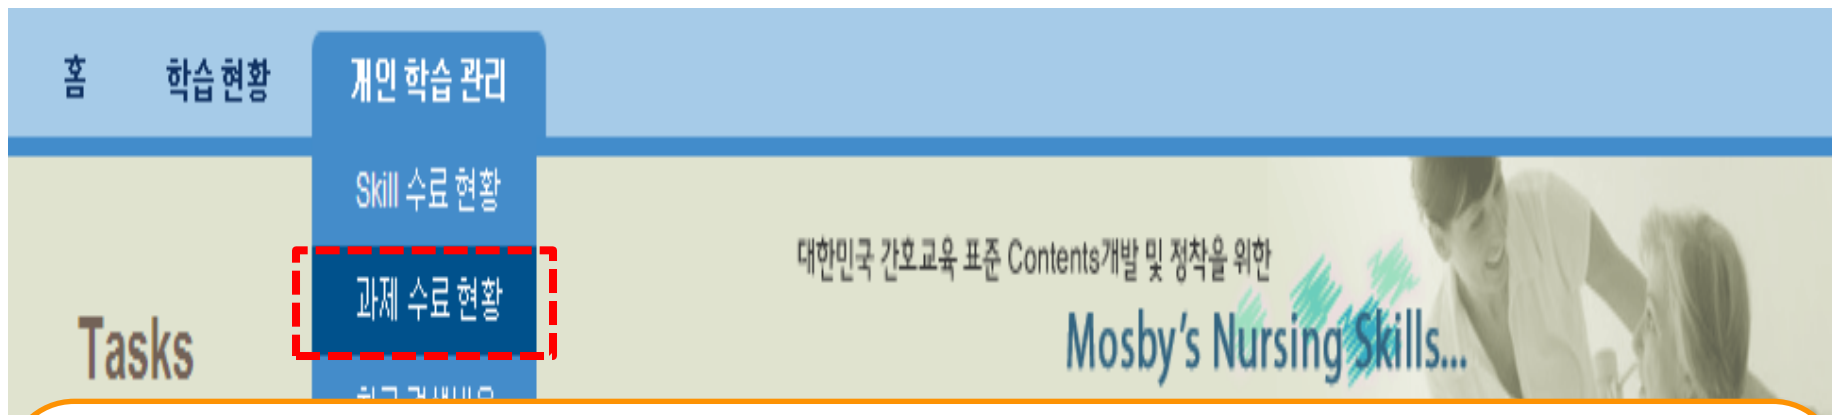 홈 학습 현황 개인 학습 관리
Skill 수료 현황
과제 수료 현황
대한민국 간호교육 표준 Contents개발 및 정착을 위한
Mosby's Nursing Skills...
Tasks